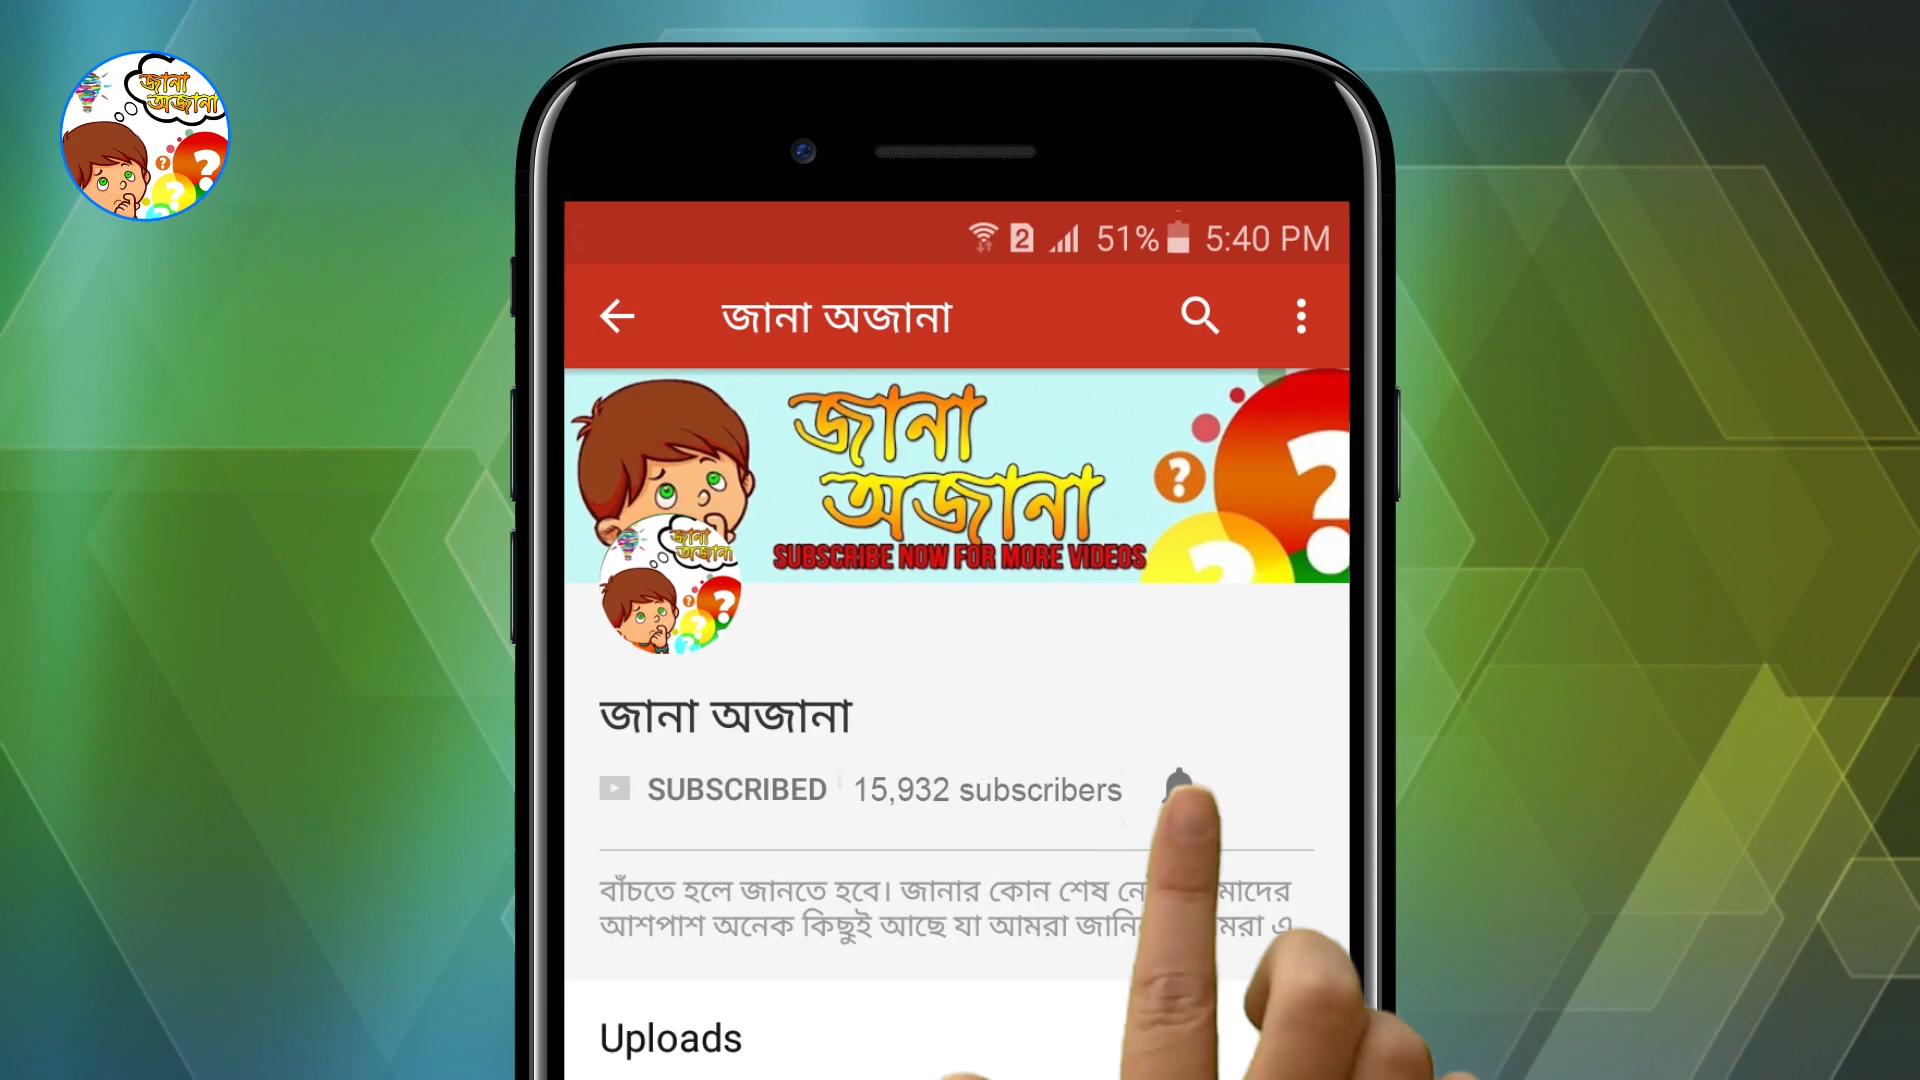 জানা
অজানা
51% 5:40 PM
জানা অজানা
জানা
অজানা
SUBSCRIBE NOW FOR MORE VIDEOS
জানা
অজানা
জানা অজানা
SUBSCRIBED 15,932 subscribers
বাঁচতে হলে জানতে হবে। জানার কোন শেষ
আশপাশ অনেক কিছুই আছে যা আমরা এ
Uploads